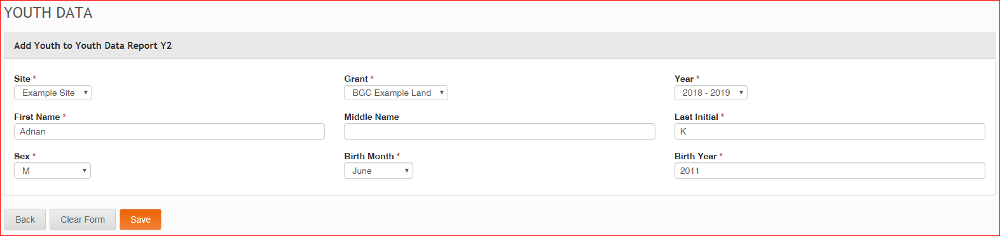 YOUTH DATA
Add Youth to Youth Data Report Y2
Site * Grant * Year *
Example Site BGC Example Land 2018 - 2019
First Name * Middle Name Last Initial *
Adrian K
Sex * Birth Month * Birth Year *
M June 2011
Back Clear Form Save